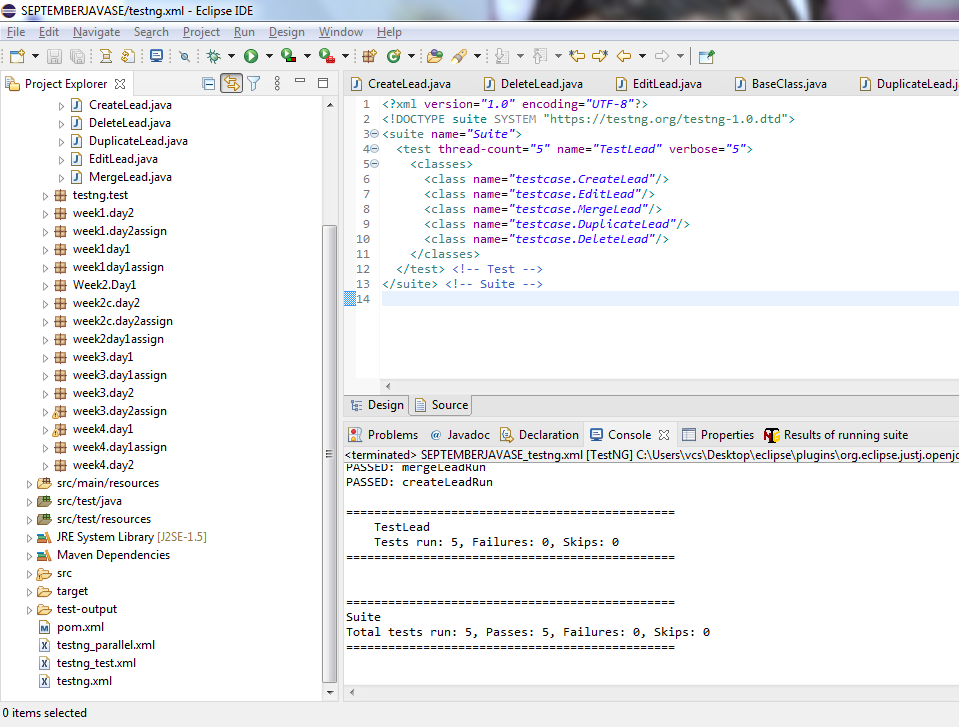 SEPTEMBERJAVASE/testng.xml - Eclipse IDE
File Edit Navigate Search Project Run Design Window Help
Project Explorer
CreateLead.java
DeleteLead.java
DuplicateLead.java
EditLead.java
MergeLead.java
testng.test
week1.day2
week1.day2assign
week1day1
week1day1assign
Week2.Day1
week2c.day2
week2c.day2assign
week2day1assign
week3.day1
week3.day1assign
week3.day2
week3.day2assign
week4.day1
week4.day1assign
week4.day2
src/main/resources
src/test/java
src/test/resources
JRE System Library [J2SE-1.5]
Maven Dependencies
src
target
test-output
pom.xml
testng_parallel.xml
testng_test.xml
testng.xml
CreateLead.java DeleteLead.java EditLead.java BaseClass.java DuplicateLead.j
1 <?xml version="1.0" encoding="UTF-8"?>
2 <!DOCTYPE suite SYSTEM "https://testng.org/testng-1.0.dtd">
3 <suite name="Suite">
4 <test thread-count="5" name="TestLead" verbose="5">
5 <classes>
6 <class name="testcase.CreateLead"/>
7 <class name="testcase.EditLead"/>
8 <class name="testcase.MergeLead"/>
9 <class name="testcase.DuplicateLead"/>
10 <class name="testcase.DeleteLead"/>
11 </classes>
12 </test> <!-- Test -->
13 </suite> <!-- Suite -->
14
Design Source
Problems @ Javadoc Declaration Console Properties Results of running suite
<terminated> SEPTEMBERJAVASE_testng.xml [TestNG] C:\Users\vcs\Desktop\eclipse\plugins\org.eclipse.justj.openjd
PASSED: mergeLeadRun
PASSED: createLeadRun
===============================================
TestLead
Tests run: 5, Failures: 0, Skips: 0
===============================================
===============================================
Suite
Total tests run: 5, Passes: 5, Failures: 0, Skips: 0
===============================================
0 items selected